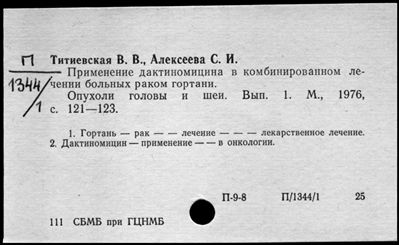 П
1344/1
Титиевская В. В., Алексеева С. И.
Применение дактиномицина в комбинированном ле-
чении больных раком гортани.
Опухоли головы и шеи. Вып. 1. М., 1976,
с. 121—123.
1. Гортань — рак — — лечение — — — лекарственное лечение.
2. Дактиномицин — применение — — в онкологии.
П-9-8 П/1344/1 25
111 СБМБ при ГЦНМБ